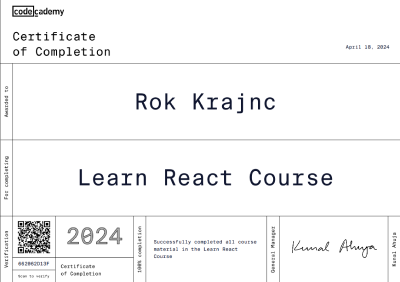 codecademy
Certificate
of Completion
April 18, 2024
Awarded to
Rok Krajnc
For completing
Learn React Course
Verification
662082D13F
Scan to verify
2024
Certificate
of Completion
100% completion
Successfully completed all course
material in the Learn React
Course
General Manager
Kunal Ahuja
Kunal Ahuja